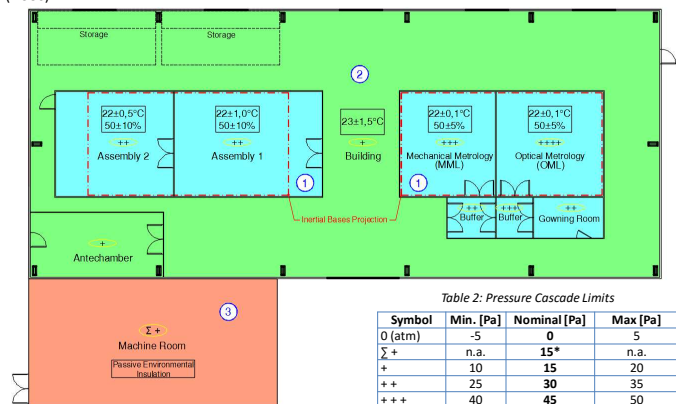 Storage
Storage
2
22±0,5°C
50±10%
++
Assembly 2
22±1,0°C
50±10%
++
Assembly 1
1
23±1,5°C
+
Building
22±0,1°C
50±5%
+++
Mechanical Metrology
(MML)
1
22±0,1°C
50±5%
++++
Optical Metrology
(OML)
++
Buffer
+++
Buffer
++
Gowning Room
Inertial Bases Projection
+
Antechamber
3
Σ +
Machine Room
Passive Environmental
Insulation
Table 2: Pressure Cascade Limits
Symbol Min. [Pa] Nominal [Pa] Max [Pa]
0 (atm) -5 0 5
Σ + n.a. 15* n.a.
+ 10 15 20
+ + 25 30 35
+ + + 40 45 50